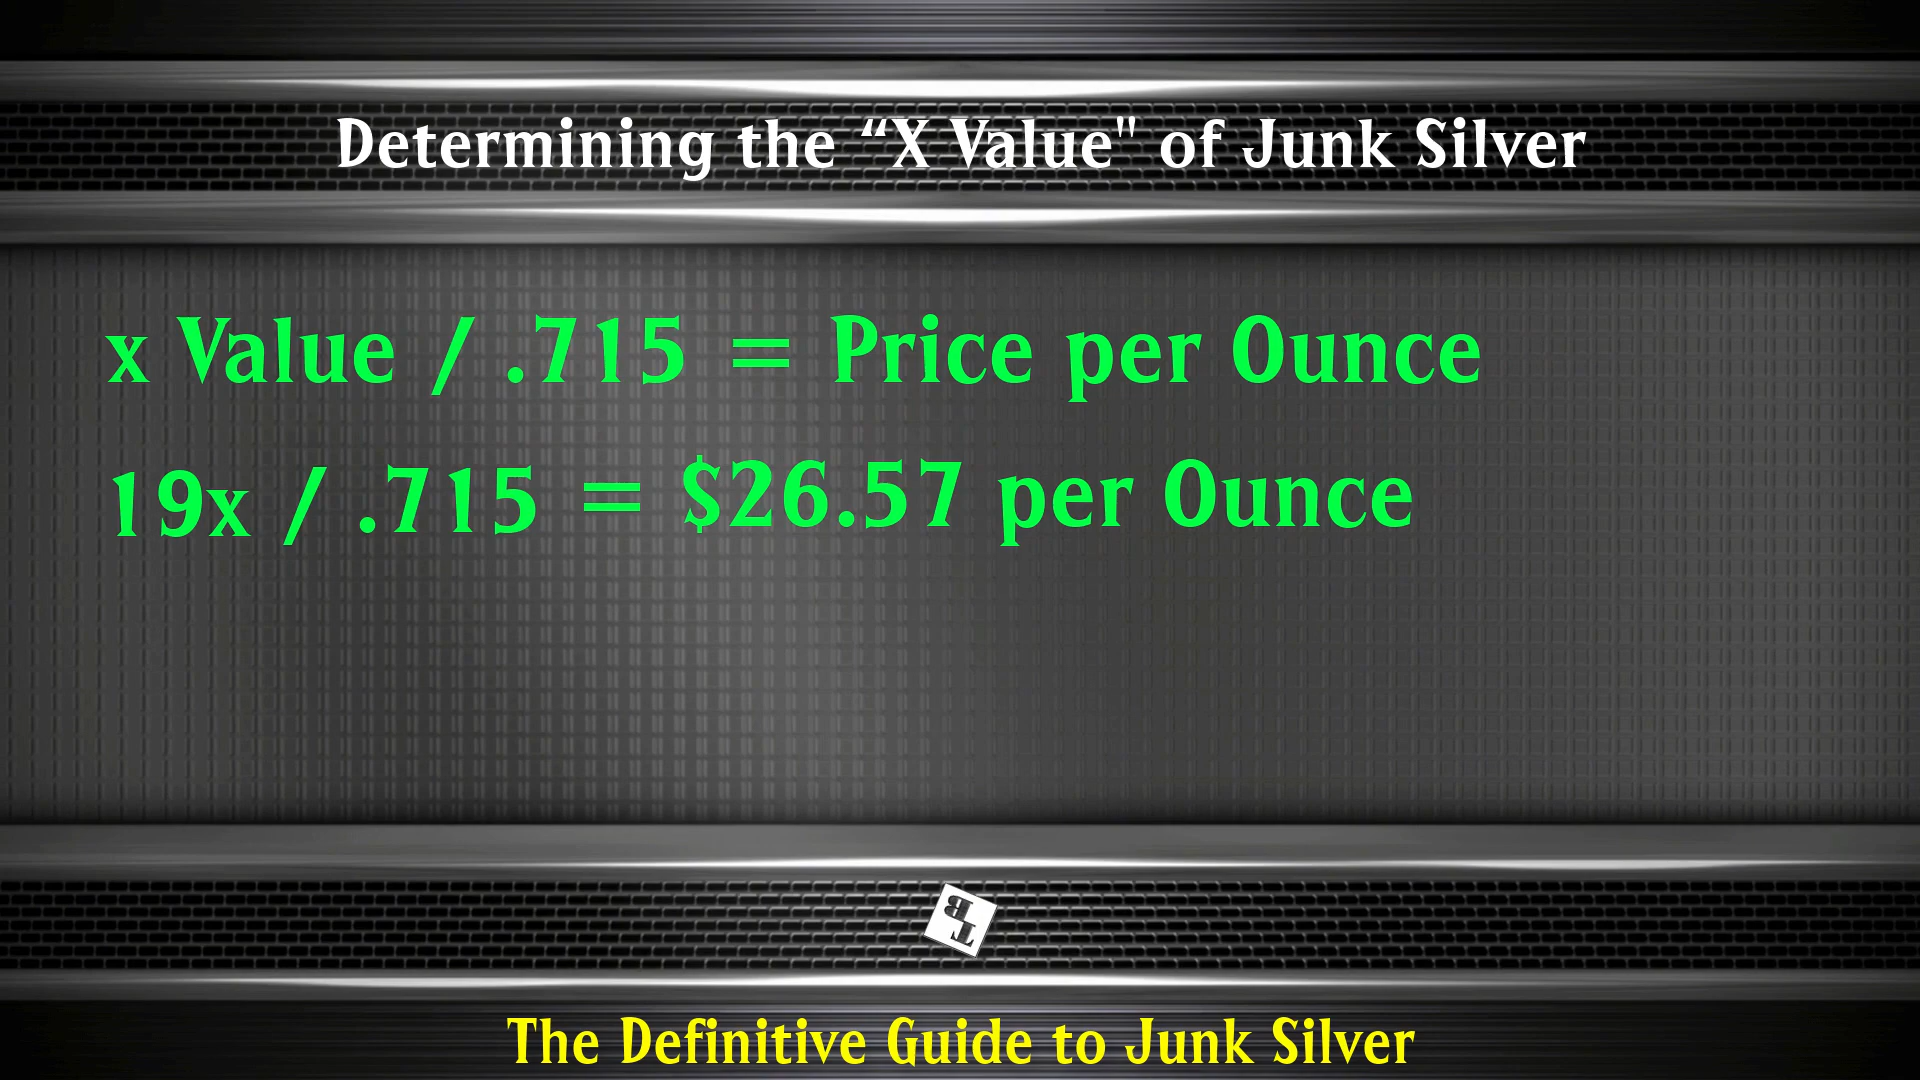 Determining the “X Value" of Junk Silver
x Value / .715 = Price per Ounce
19x / .715 = $26.57 per Ounce
TB
The Definitive Guide to Junk Silver